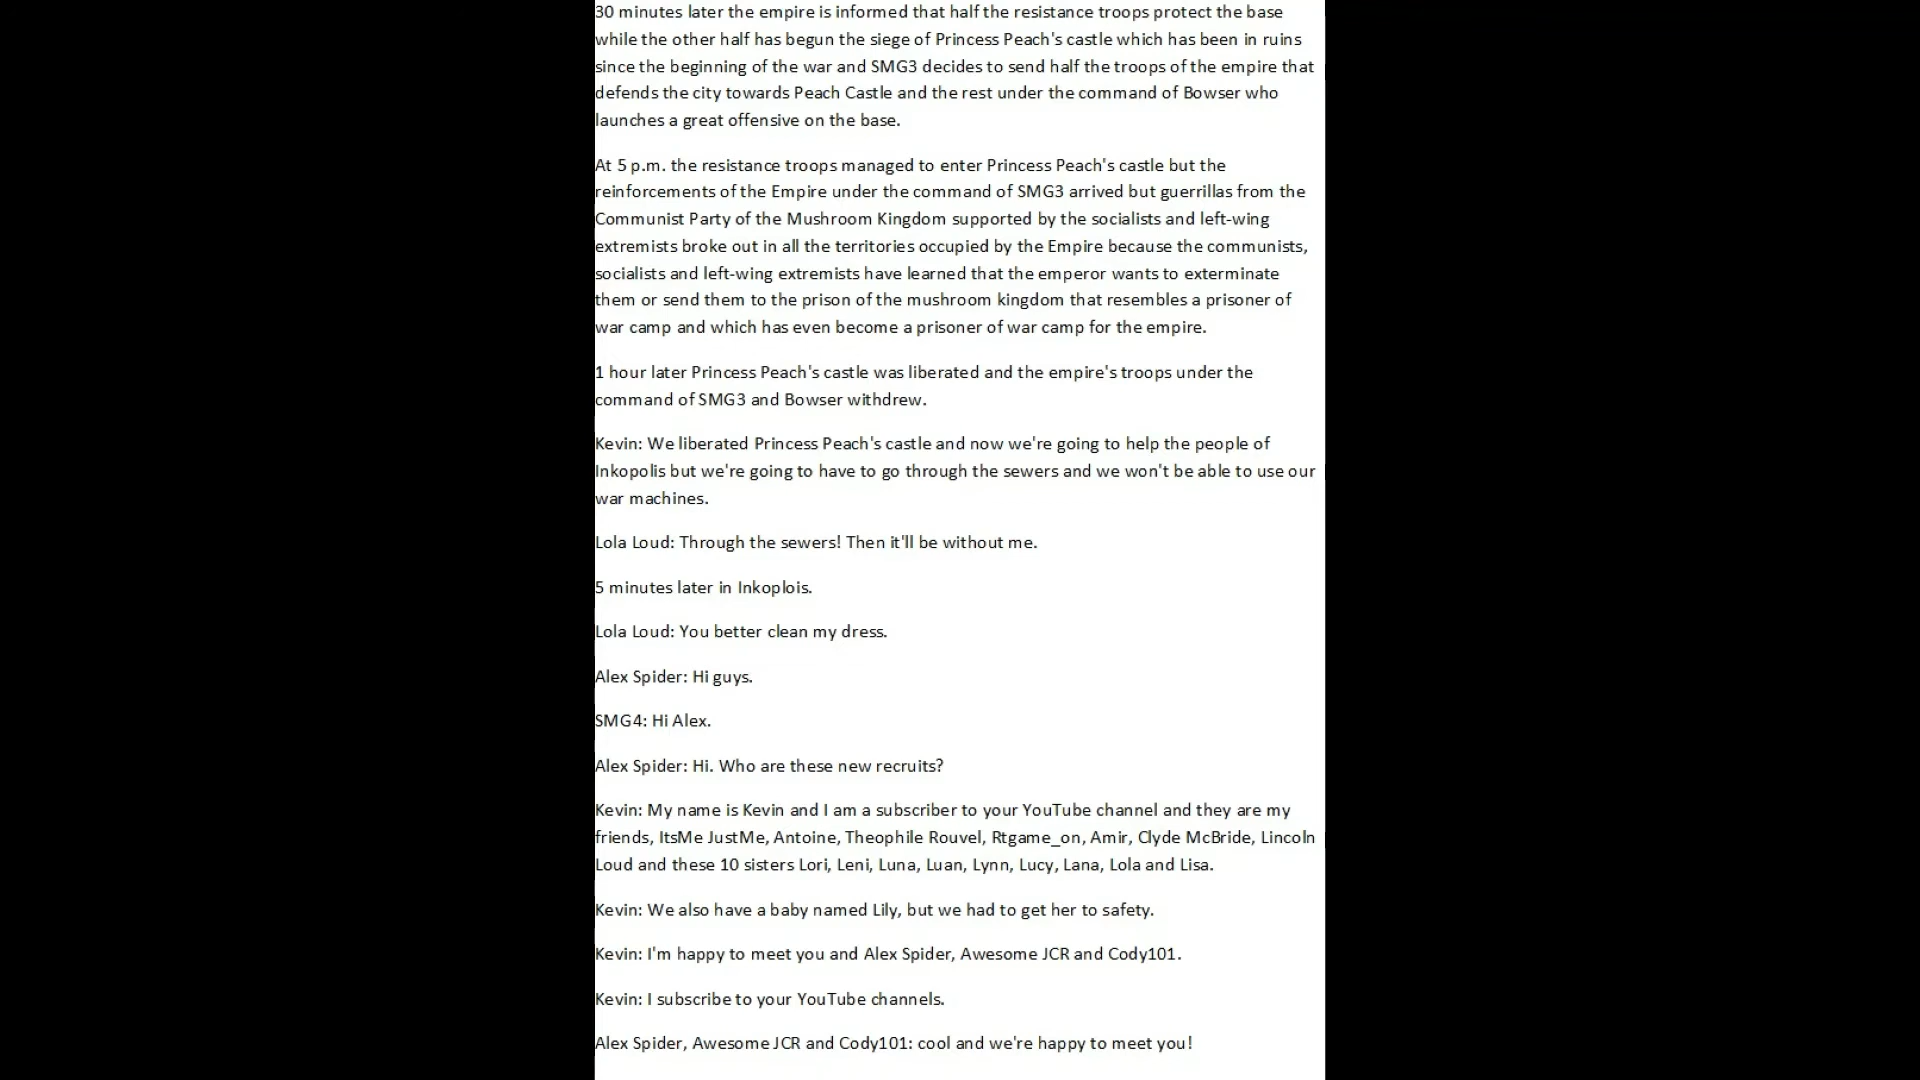 30 minutes later the empire is informed that half the resistance troops protect the base
while the other half has begun the siege of Princess Peach's castle which has been in ruins
since the beginning of the war and SMG3 decides to send half the troops of the empire that
defends the city towards Peach Castle and the rest under the command of Bowser who
launches a great offensive on the base.
At 5 p.m. the resistance troops managed to enter Princess Peach's castle but the
reinforcements of the Empire under the command of SMG3 arrived but guerrillas from the
Communist Party of the Mushroom Kingdom supported by the socialists and left-wing
extremists broke out in all the territories occupied by the Empire because the communists,
socialists and left-wing extremists have learned that the emperor wants to exterminate
them or send them to the prison of the mushroom kingdom that resembles a prisoner of
war camp and which has even become a prisoner of war camp for the empire.
1 hour later Princess Peach's castle was liberated and the empire's troops under the
command of SMG3 and Bowser withdrew.
Kevin: We liberated Princess Peach's castle and now we're going to help the people of
Inkopolis but we're going to have to go through the sewers and we won't be able to use our
war machines.
Lola Loud: Through the sewers! Then it'll be without me.
5 minutes later in Inkoplois.
Lola Loud: You better clean my dress.
Alex Spider: Hi guys.
SMG4: Hi Alex.
Alex Spider: Hi. Who are these new recruits?
Kevin: My name is Kevin and I am a subscriber to your YouTube channel and they are my
friends, ItsMe JustMe, Antoine, Theophile Rouvel, Rtgame_on, Amir, Clyde McBride, Lincoln
Loud and these 10 sisters Lori, Leni, Luna, Luan, Lynn, Lucy, Lana, Lola and Lisa.
Kevin: We also have a baby named Lily, but we had to get her to safety.
Kevin: I'm happy to meet you and Alex Spider, Awesome JCR and Cody101.
Kevin: I subscribe to your YouTube channels.
Alex Spider, Awesome JCR and Cody101: cool and we're happy to meet you!